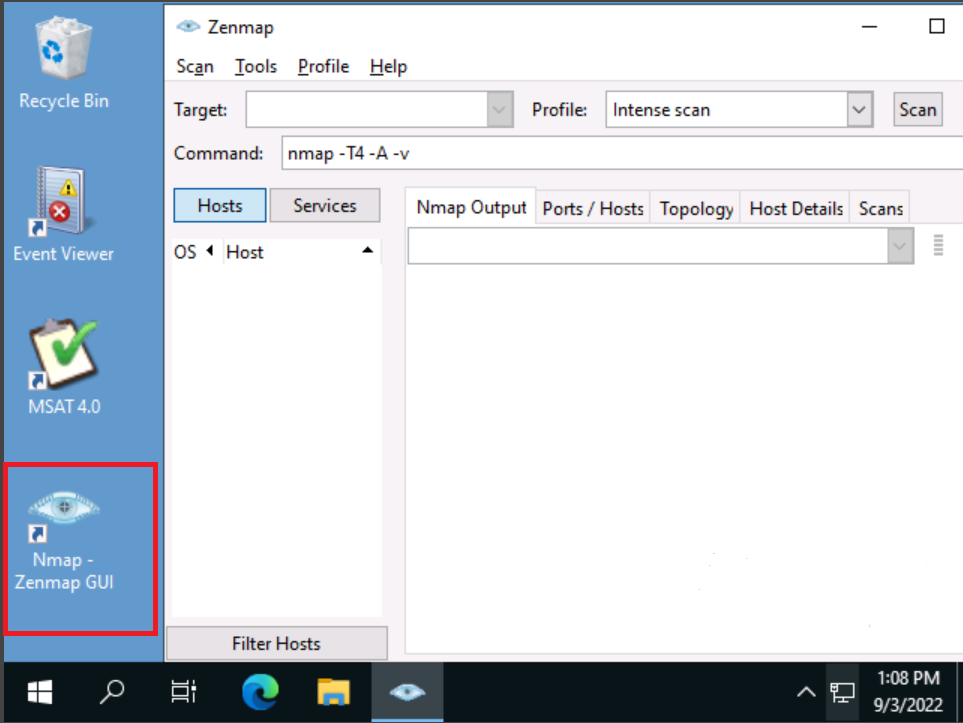 Recycle Bin
Event Viewer
MSAT 4.0
Nmap -
Zenmap GUI
Zenmap
Scan Tools Profile Help
Target: Profile: Intense scan Scan
Command: nmap -T4 -A -v
Hosts Services
Nmap Output Ports / Hosts Topology Host Details Scans
OS Host
Filter Hosts
1:08 PM
9/3/2022